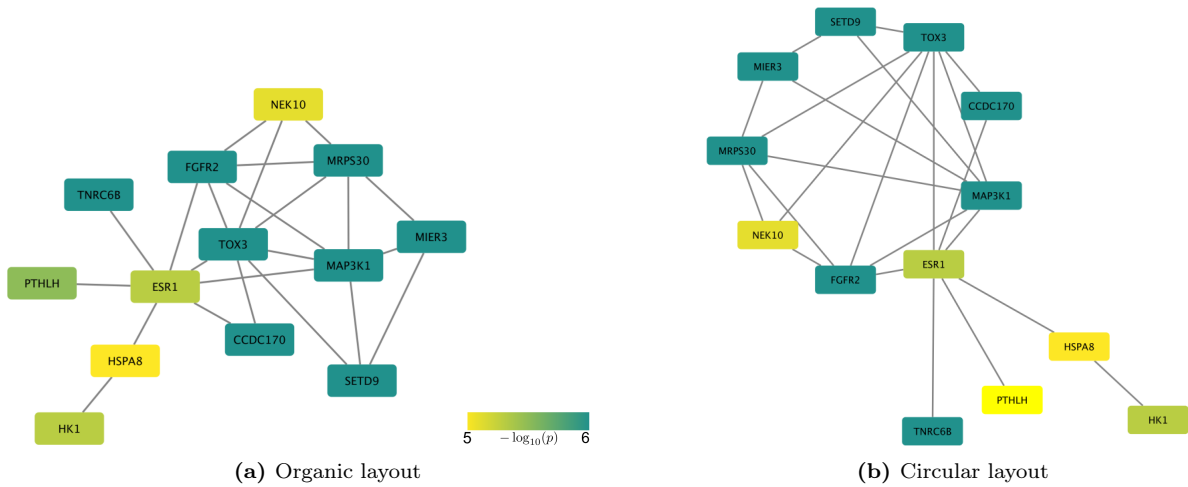 NEK10
FGFR2
MRPS30
TNRC6B
TOX3
MIER3
MAP3K1
PTHLH
ESR1
CCDC170
HSPA8
SETD9
HK1
5 −log₁₀(p) 6
(a) Organic layout
SETD9
TOX3
MIER3
CCDC170
MRPS30
MAP3K1
NEK10
ESR1
FGFR2
HSPA8
PTHLH
HK1
TNRC6B
(b) Circular layout